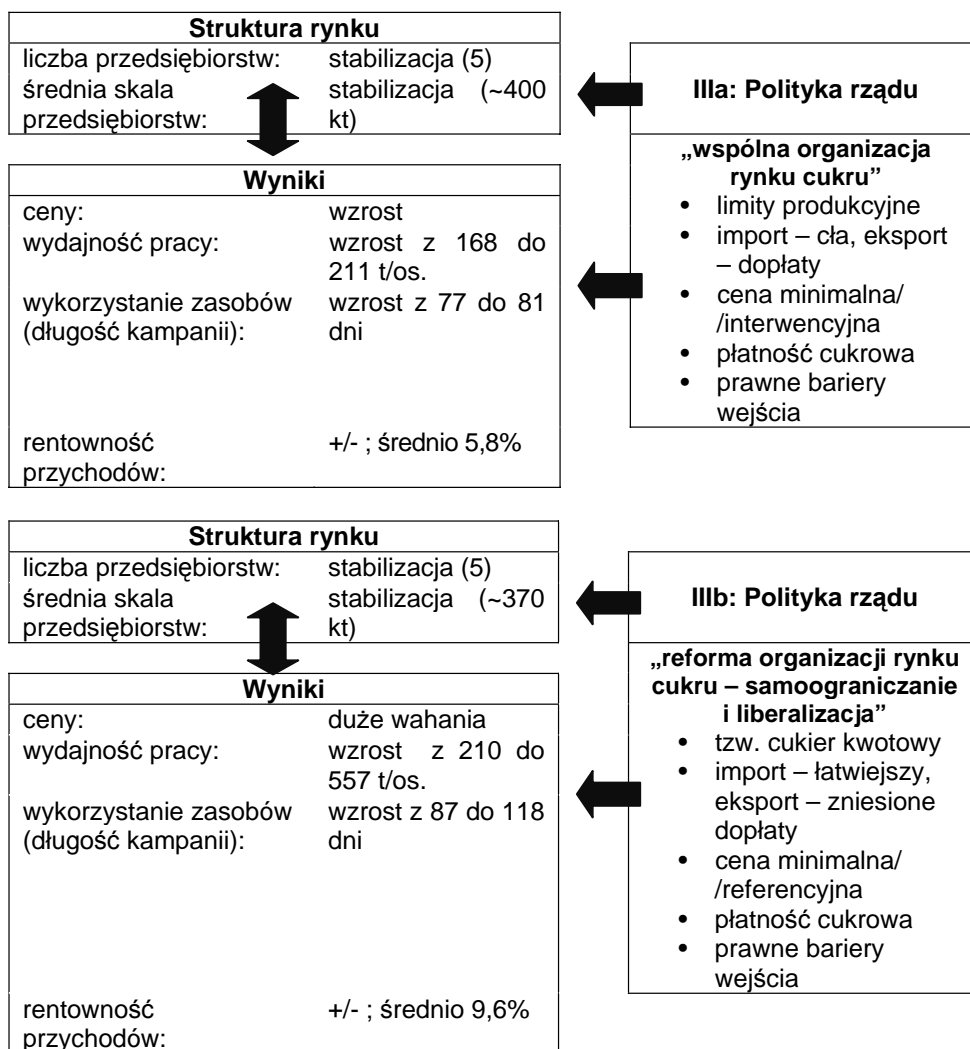 Struktura rynku
liczba przedsiębiorstw: stabilizacja (5)
średnia skala stabilizacja (~400
przedsiębiorstw: kt)
Wyniki
ceny: wzrost
wydajność pracy: wzrost z 168 do
211 t/os.
wykorzystanie zasobów wzrost z 77 do 81
(długość kampanii): dni
rentowność +/- ; średnio 5,8%
przychodów:
IIIa: Polityka rządu
„wspólna organizacja
rynku cukru”
• limity produkcyjne
• import – cła, eksport
– dopłaty
• cena minimalna/
/interwencyjna
• płatność cukrowa
• prawne bariery
wejścia
Struktura rynku
liczba przedsiębiorstw: stabilizacja (5)
średnia skala stabilizacja (~370
przedsiębiorstw: kt)
Wyniki
ceny: duże wahania
wydajność pracy: wzrost z 210 do
557 t/os.
wykorzystanie zasobów wzrost z 87 do 118
(długość kampanii): dni
rentowność +/- ; średnio 9,6%
przychodów:
IIIb: Polityka rządu
„reforma organizacji rynku
cukru – samoograniczanie
i liberalizacja”
• tzw. cukier kwotowy
• import – łatwiejszy,
eksport – zniesione
dopłaty
• cena minimalna/
/referencyjna
• płatność cukrowa
• prawne bariery
wejścia